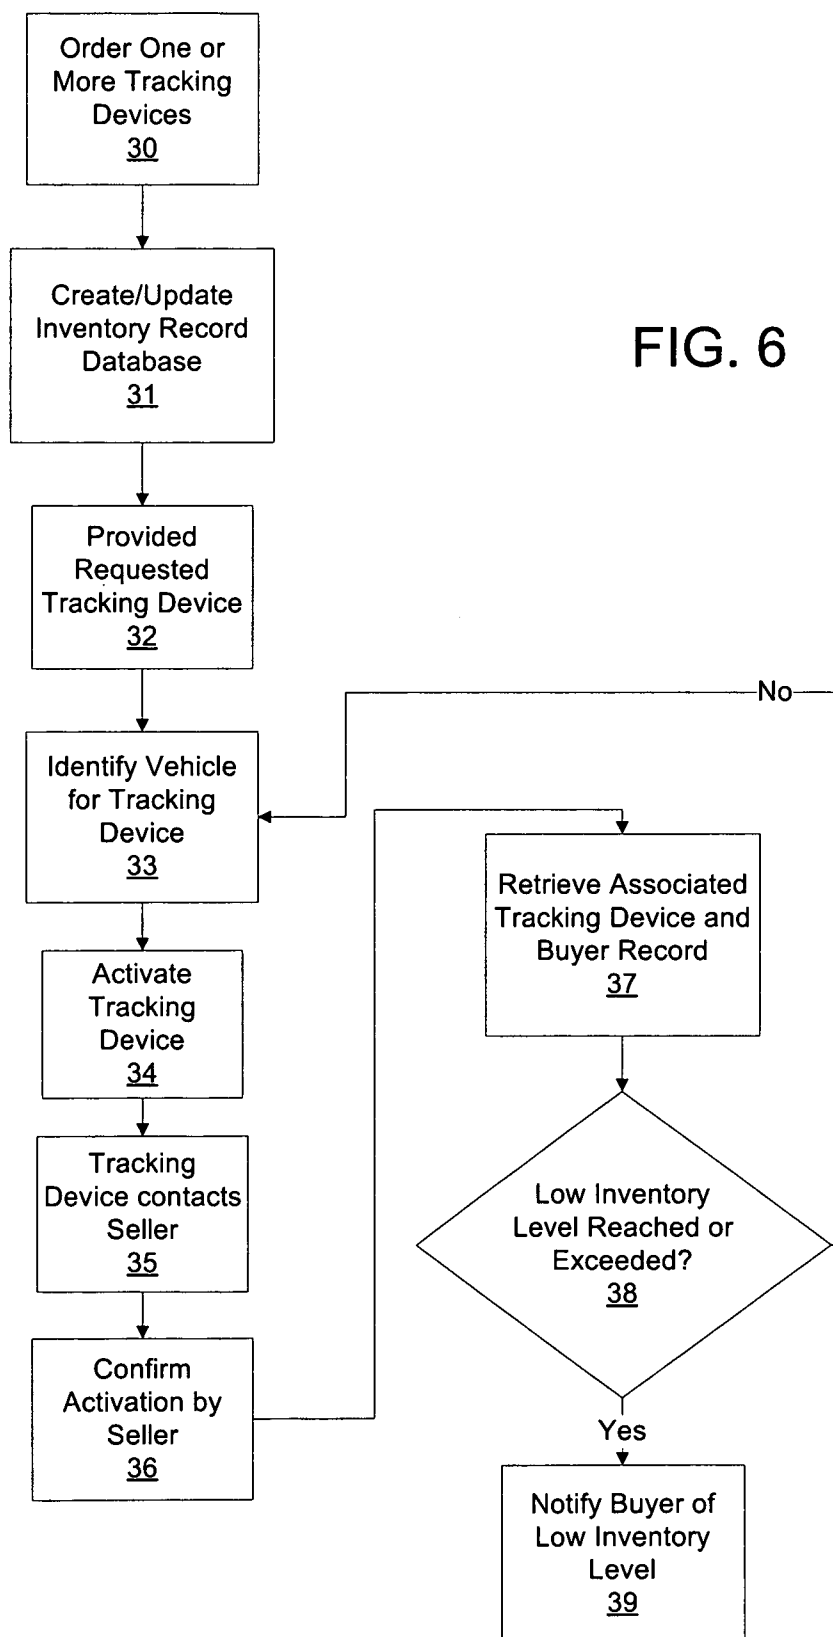 Order One or
More Tracking
Devices
30
Create/Update
Inventory Record
Database
31
FIG. 6
Provided
Requested
Tracking Device
32
No
Identify Vehicle
for Tracking
Device
33
Activate
Tracking
Device
34
Tracking
Device contacts
Seller
35
Confirm
Activation by
Seller
36
Retrieve Associated
Tracking Device and
Buyer Record
37
Low Inventory
Level Reached or
Exceeded?
38
Yes
Notify Buyer of
Low Inventory
Level
39